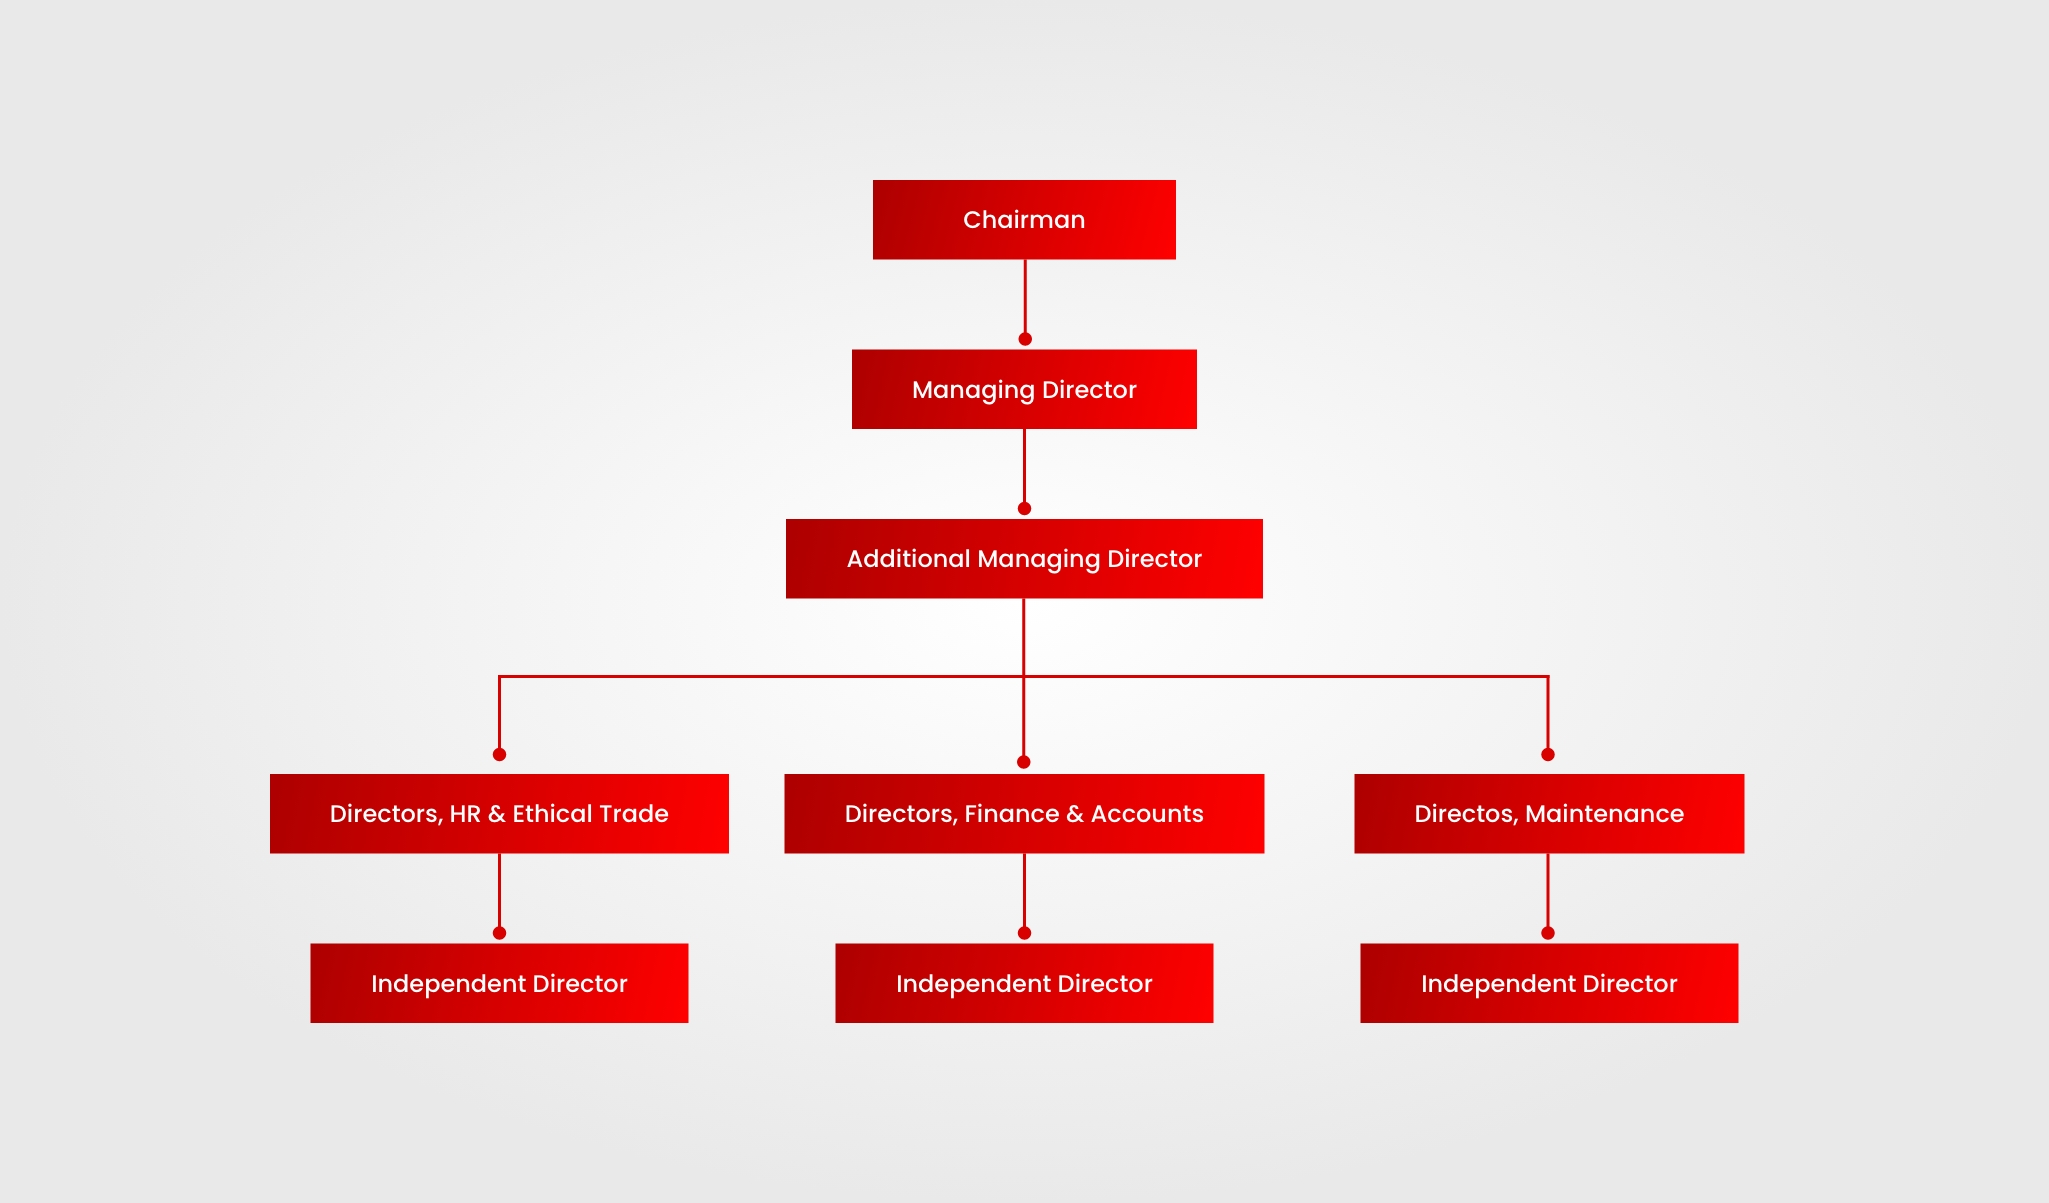 Chairman
Managing Director
Additional Managing Director
Directors, HR & Ethical Trade
Directors, Finance & Accounts
Directos, Maintenance
Independent Director
Independent Director
Independent Director